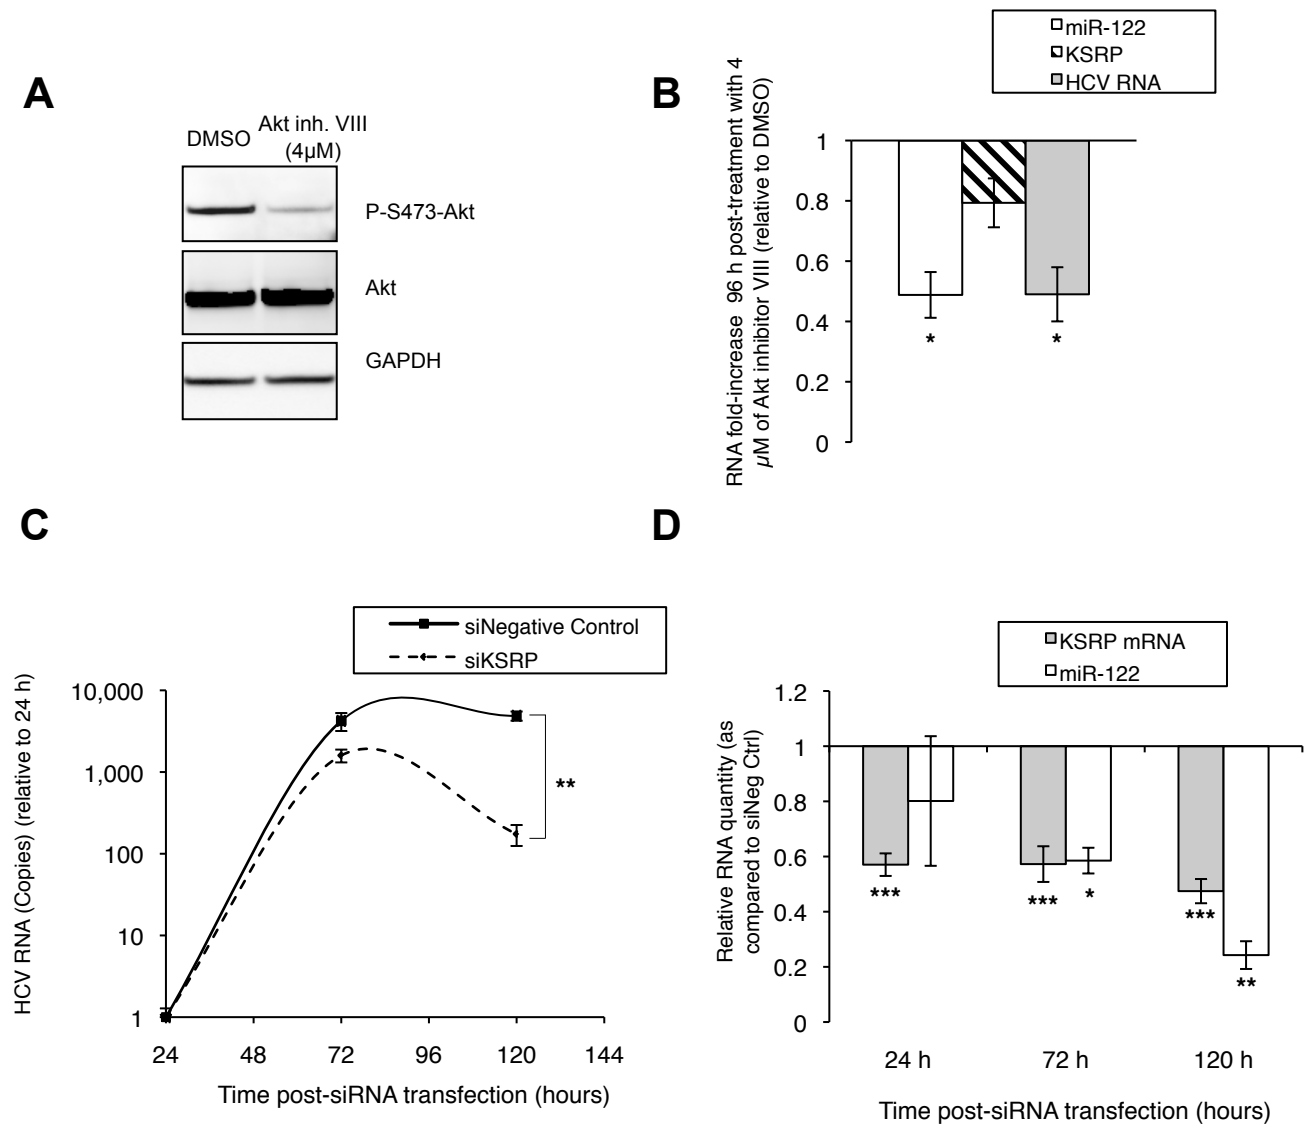 A
DMSO
Akt inh. VIII
(4µM)
P-S473-Akt
Akt
GAPDH
B
miR-122
KSRP
HCV RNA
RNA fold-increase 96 h post-treatment with 4
µM of Akt inhibitor VIII (relative to DMSO)
1
0.8
0.6
0.4
0.2
0
*
*
C
siNegative Control
siKSRP
HCV RNA (Copies) (relative to 24 h)
10,000
1,000
100
10
1
**
24 48 72 96 120 144
Time post-siRNA transfection (hours)
D
KSRP mRNA
miR-122
Relative RNA quantity (as
compared to siNeg Ctrl)
1.2
1
0.8
0.6
0.4
0.2
0
***
***
*
***
**
24 h 72 h 120 h
Time post-siRNA transfection (hours)